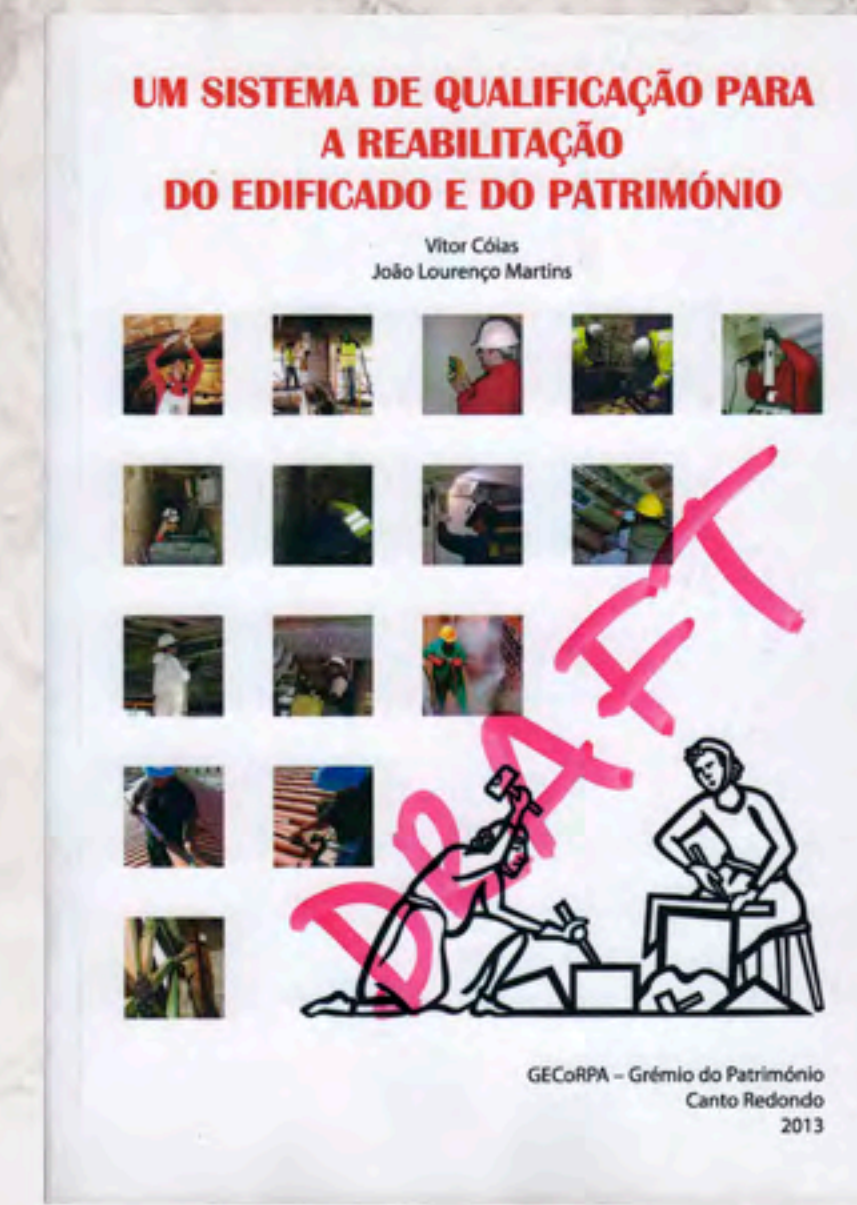 UM SISTEMA DE QUALIFICAÇÃO PARA
A REABILITAÇÃO
DO EDIFICADO E DO PATRIMÓNIO
Vítor Cóias
João Lourenço Martins
DRAFT
GECoRPA – Grémio do Património
Canto Redondo
2013